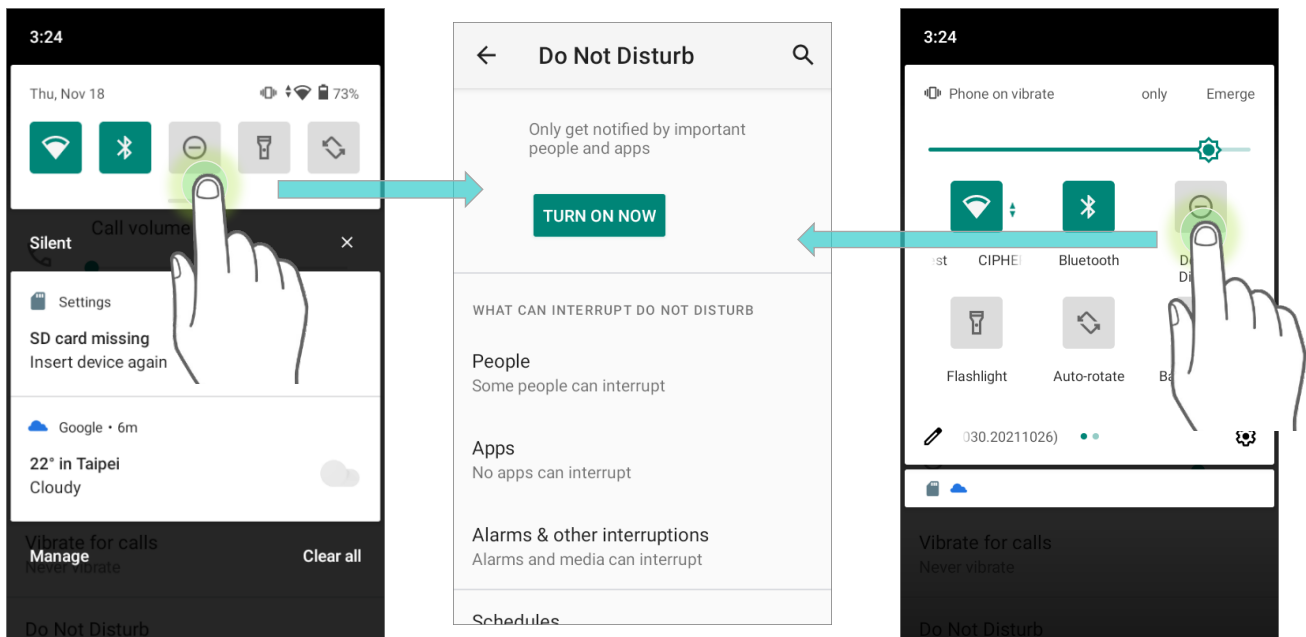 3:24
Thu, Nov 18
73%
Call volume
Silent
Settings
SD card missing
Insert device again
Google • 6m
22° in Taipei
Cloudy
Vibrate for calls
Manage
Clear all
Never vibrate
Do Not Disturb
Do Not Disturb
Only get notified by important
people and apps
TURN ON NOW
WHAT CAN INTERRUPT DO NOT DISTURB
People
Some people can interrupt
Apps
No apps can interrupt
Alarms & other interruptions
Alarms and media can interrupt
Schedules
3:24
Phone on vibrate
only
Emerge
st CIPHE
Bluetooth
D
Di
Flashlight
Auto-rotate
Ba
030.20211026)
Vibrate for calls
Never vibrate
Do Not Disturb